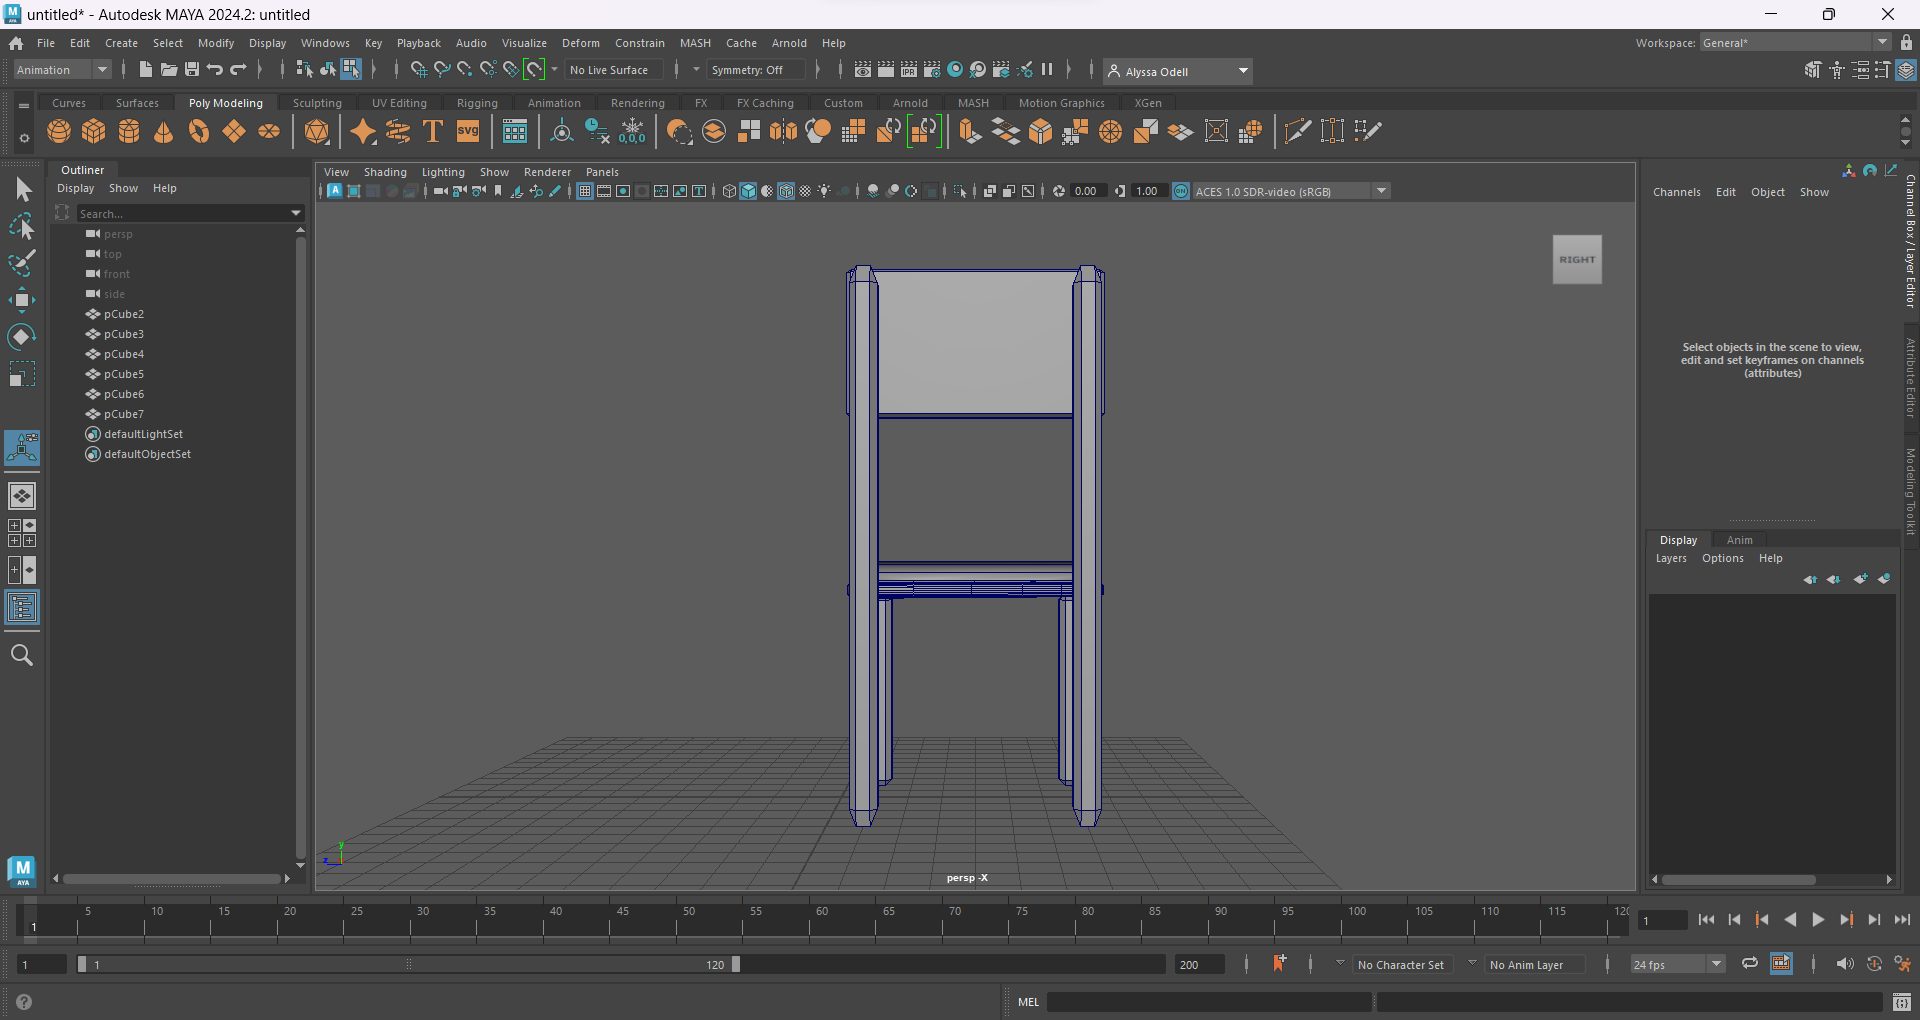 untitled* - Autodesk MAYA 2024.2: untitled
File Edit Create Select Modify Display Windows Key Playback Audio Visualize Deform Constrain MASH Cache Arnold Help
Workspace: General*
Animation No Live Surface Symmetry: Off Alyssa Odell
Curves Surfaces Poly Modeling Sculpting UV Editing Rigging Animation Rendering FX FX Caching Custom Arnold MASH Motion Graphics XGen
T SVG 0,0,0
Outliner
Display Show Help
Search...
persp
top
front
side
pCube2
pCube3
pCube4
pCube5
pCube6
pCube7
defaultLightSet
defaultObjectSet
View Shading Lighting Show Renderer Panels
0.00 1.00 ON ACES 1.0 SDR-video (sRGB)
RIGHT
y
z
persp -X
Channels Edit Object Show
Select objects in the scene to view,
edit and set keyframes on channels
(attributes)
Channel Box / Layer Editor
Attribute Editor
Modeling Toolkit
Display Anim
Layers Options Help
M
AYA
5 10 15 20 25 30 35 40 45 50 55 60 65 70 75 80 85 90 95 100 105 110 115 120
1 1
1 1 120 200 No Character Set No Anim Layer 24 fps
MEL